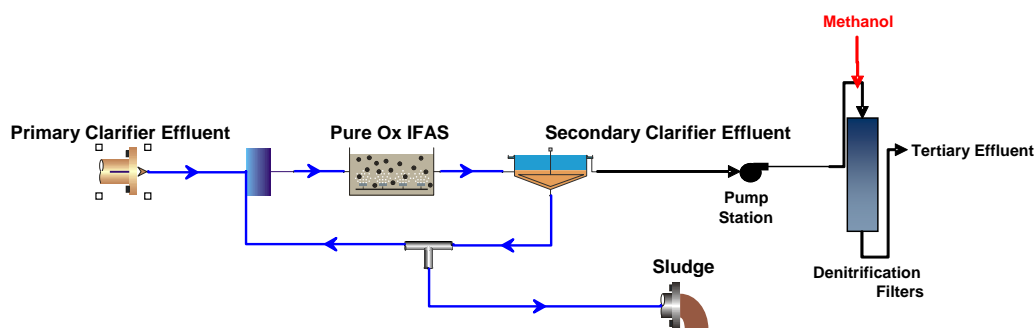 Methanol
Primary Clarifier Effluent
Pure Ox IFAS
Secondary Clarifier Effluent
Tertiary Effluent
Pump
Station
Sludge
Denitrification
Filters